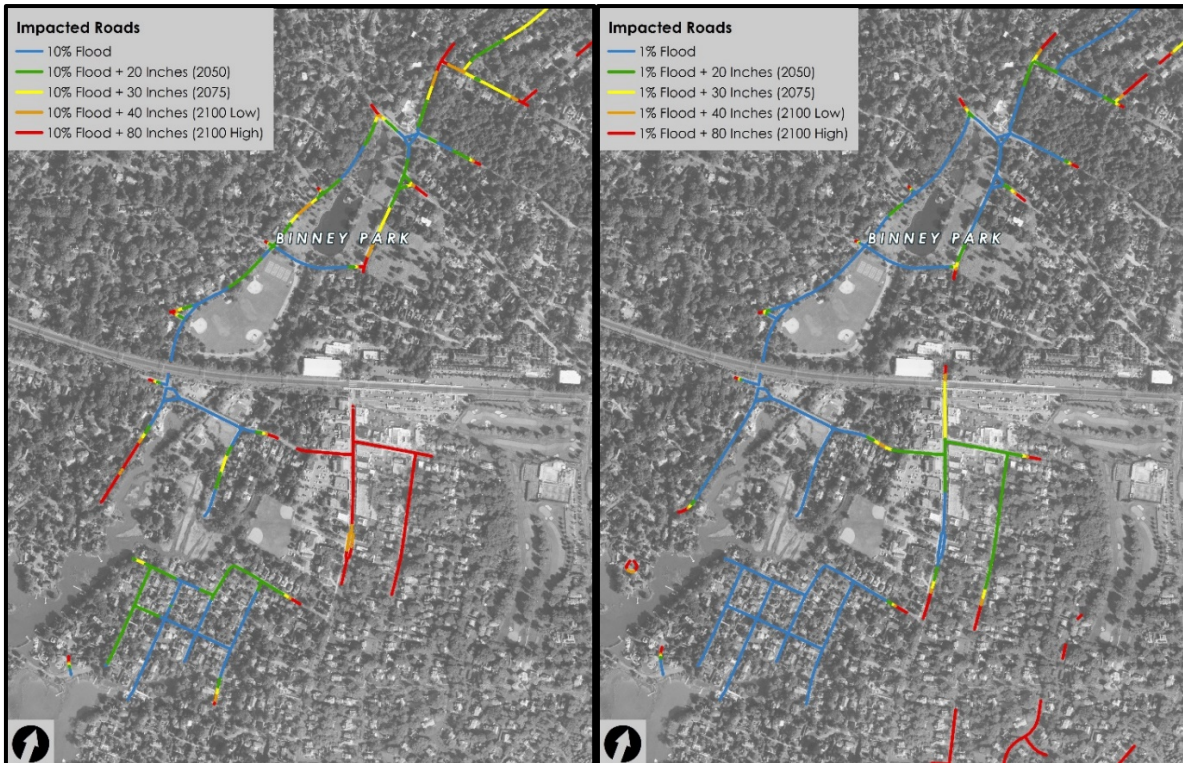 Impacted Roads
10% Flood
10% Flood + 20 Inches (2050)
10% Flood + 30 Inches (2075)
10% Flood + 40 Inches (2100 Low)
10% Flood + 80 Inches (2100 High)
BINNEY PARK
Impacted Roads
1% Flood
1% Flood + 20 Inches (2050)
1% Flood + 30 Inches (2075)
1% Flood + 40 Inches (2100 Low)
1% Flood + 80 Inches (2100 High)
BINNEY PARK